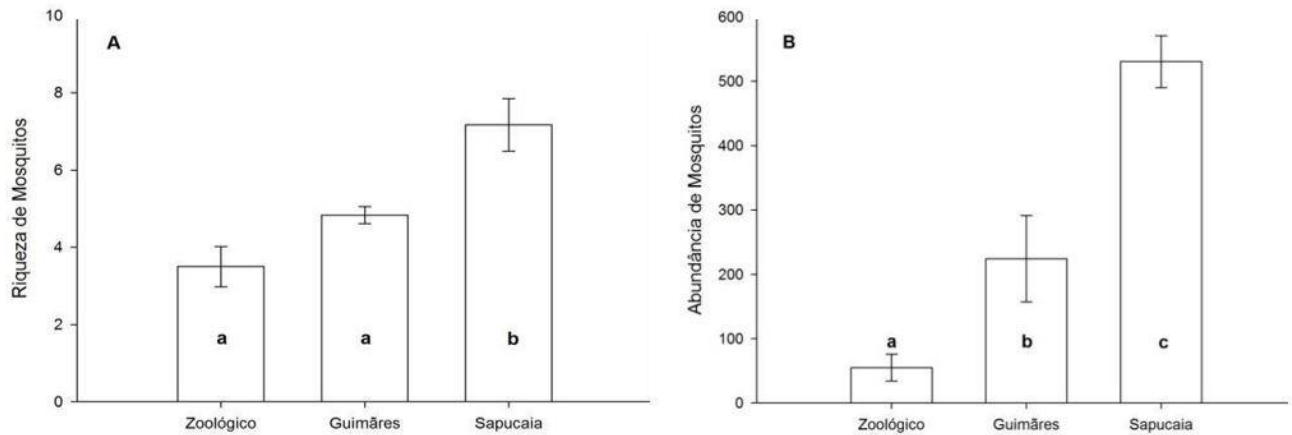 A
Riqueza de Mosquitos
10
8
6
4
2
0
a
a
b
Zoológico
Guimãres
Sapucaia
B
Abundância de Mosquitos
600
500
400
300
200
100
0
a
b
c
Zoológico
Guimãres
Sapucaia